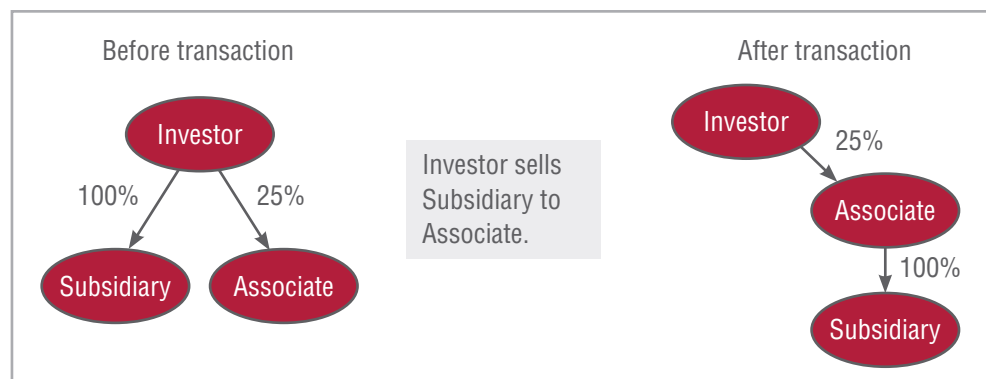 Before transaction
Investor
100%
25%
Subsidiary
Associate
Investor sells
Subsidiary to
Associate.
After transaction
Investor
25%
Associate
100%
Subsidiary